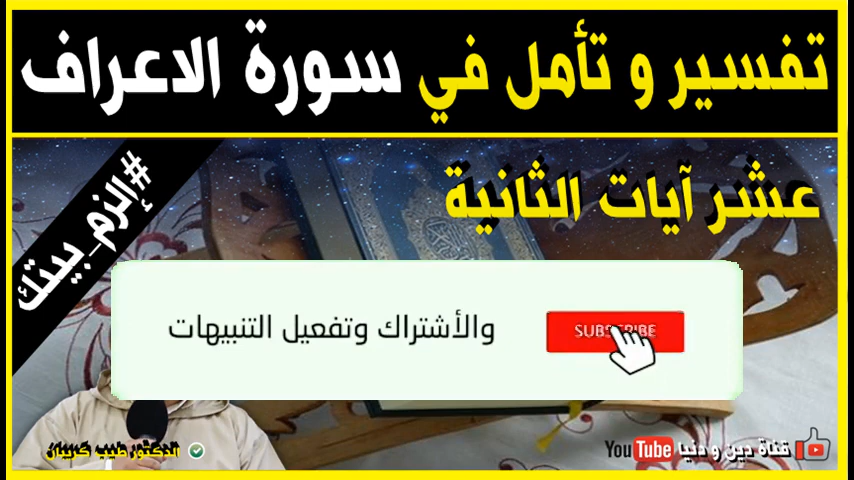 تفسير و تأمل في سورة الاعراف
عشر آيات الثانية
#إلزم_بيتك
والأشتراك وتفعيل التنبيهات
SUBSCRIBE
الدكتور طيب كريبان
YouTube قناة دين و دنيا